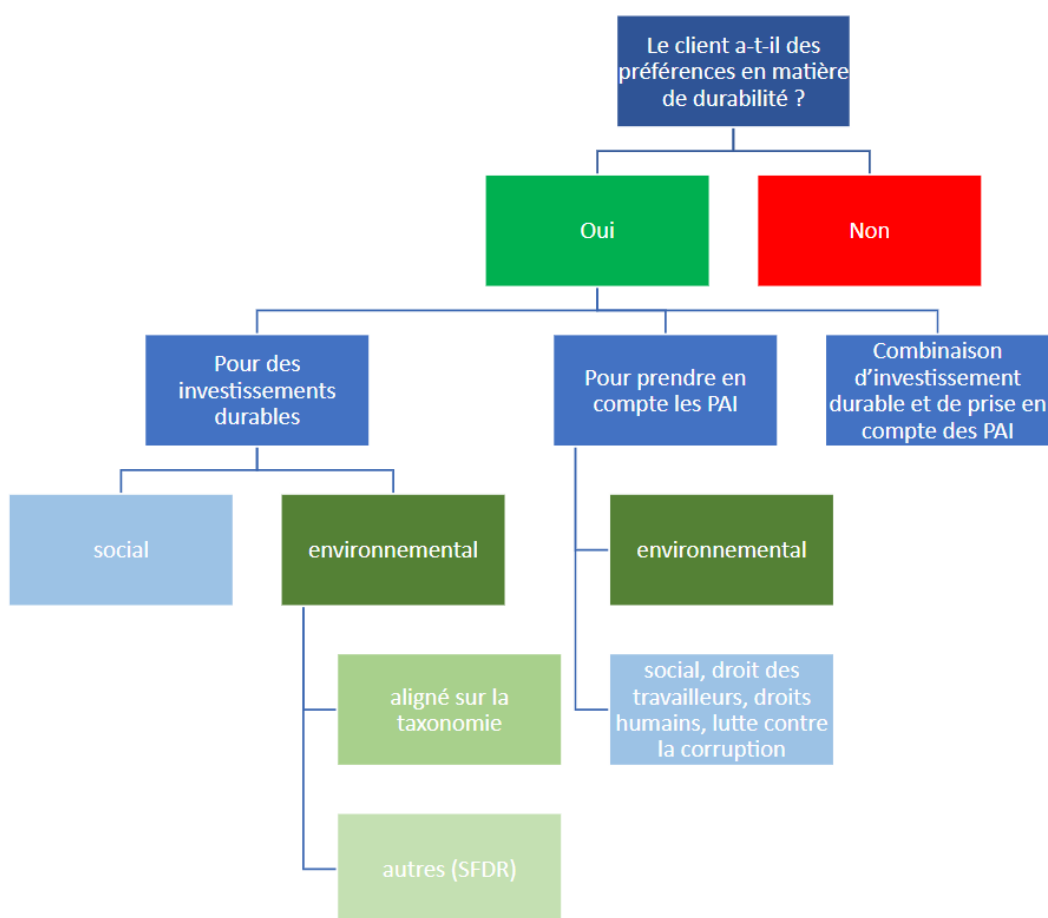 Le client a-t-il des
préférences en matière
de durabilité ?
Oui
Non
Pour des
investissements
durables
Pour prendre en
compte les PAI
Combinaison
d’investissement
durable et de prise en
compte des PAI
social
environnemental
environnemental
aligné sur la
taxonomie
social, droit des
travailleurs, droits
humains, lutte contre
la corruption
autres (SFDR)